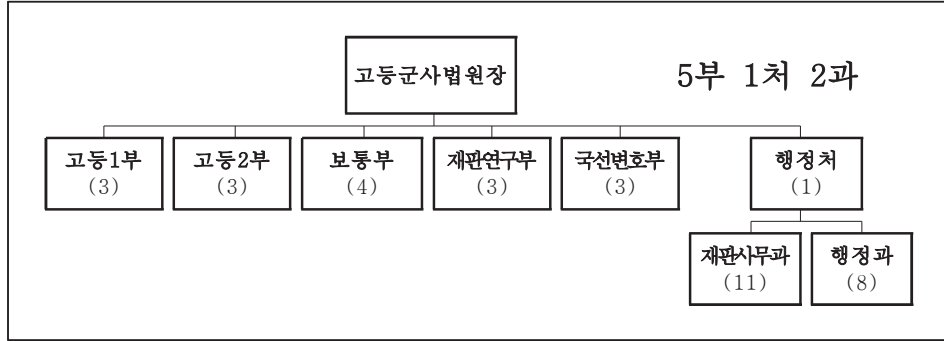 고등군사법원장
5부 1처 2과
고등1부
(3)
고등2부
(3)
보통부
(4)
재판연구부
(3)
국선변호부
(3)
행정처
(1)
재판사무과
(11)
행정과
(8)